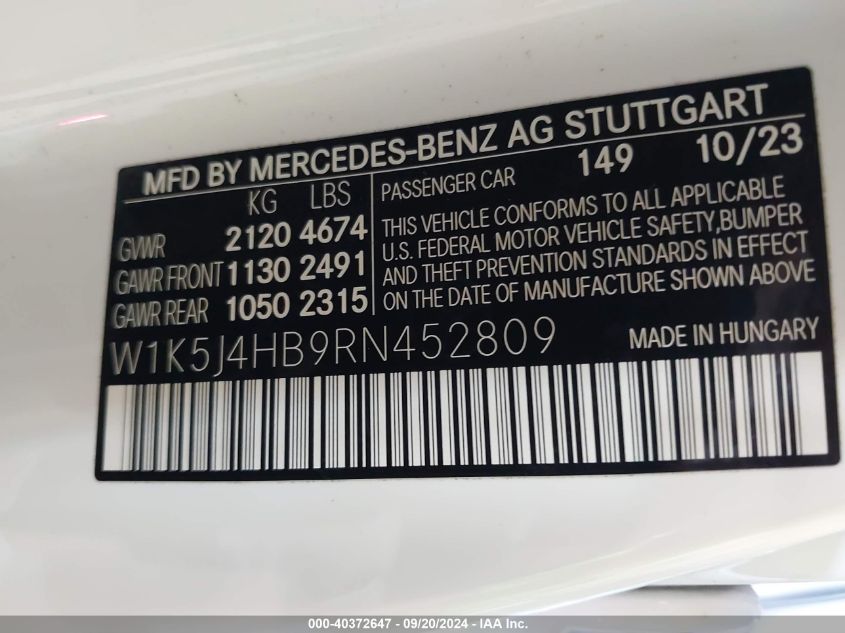 MFD BY MERCEDES-BENZ AG STUTTGART
KG LBS
GVWR 2120 4674
GAWR FRONT 1130 2491
GAWR REAR 1050 2315
PASSENGER CAR 149 10/23
THIS VEHICLE CONFORMS TO ALL APPLICABLE
U.S. FEDERAL MOTOR VEHICLE SAFETY, BUMPER
AND THEFT PREVENTION STANDARDS IN EFFECT
ON THE DATE OF MANUFACTURE SHOWN ABOVE
W1K5J4HB9RN452809 MADE IN HUNGARY
000-40372647 - 09/20/2024 - IAA Inc.